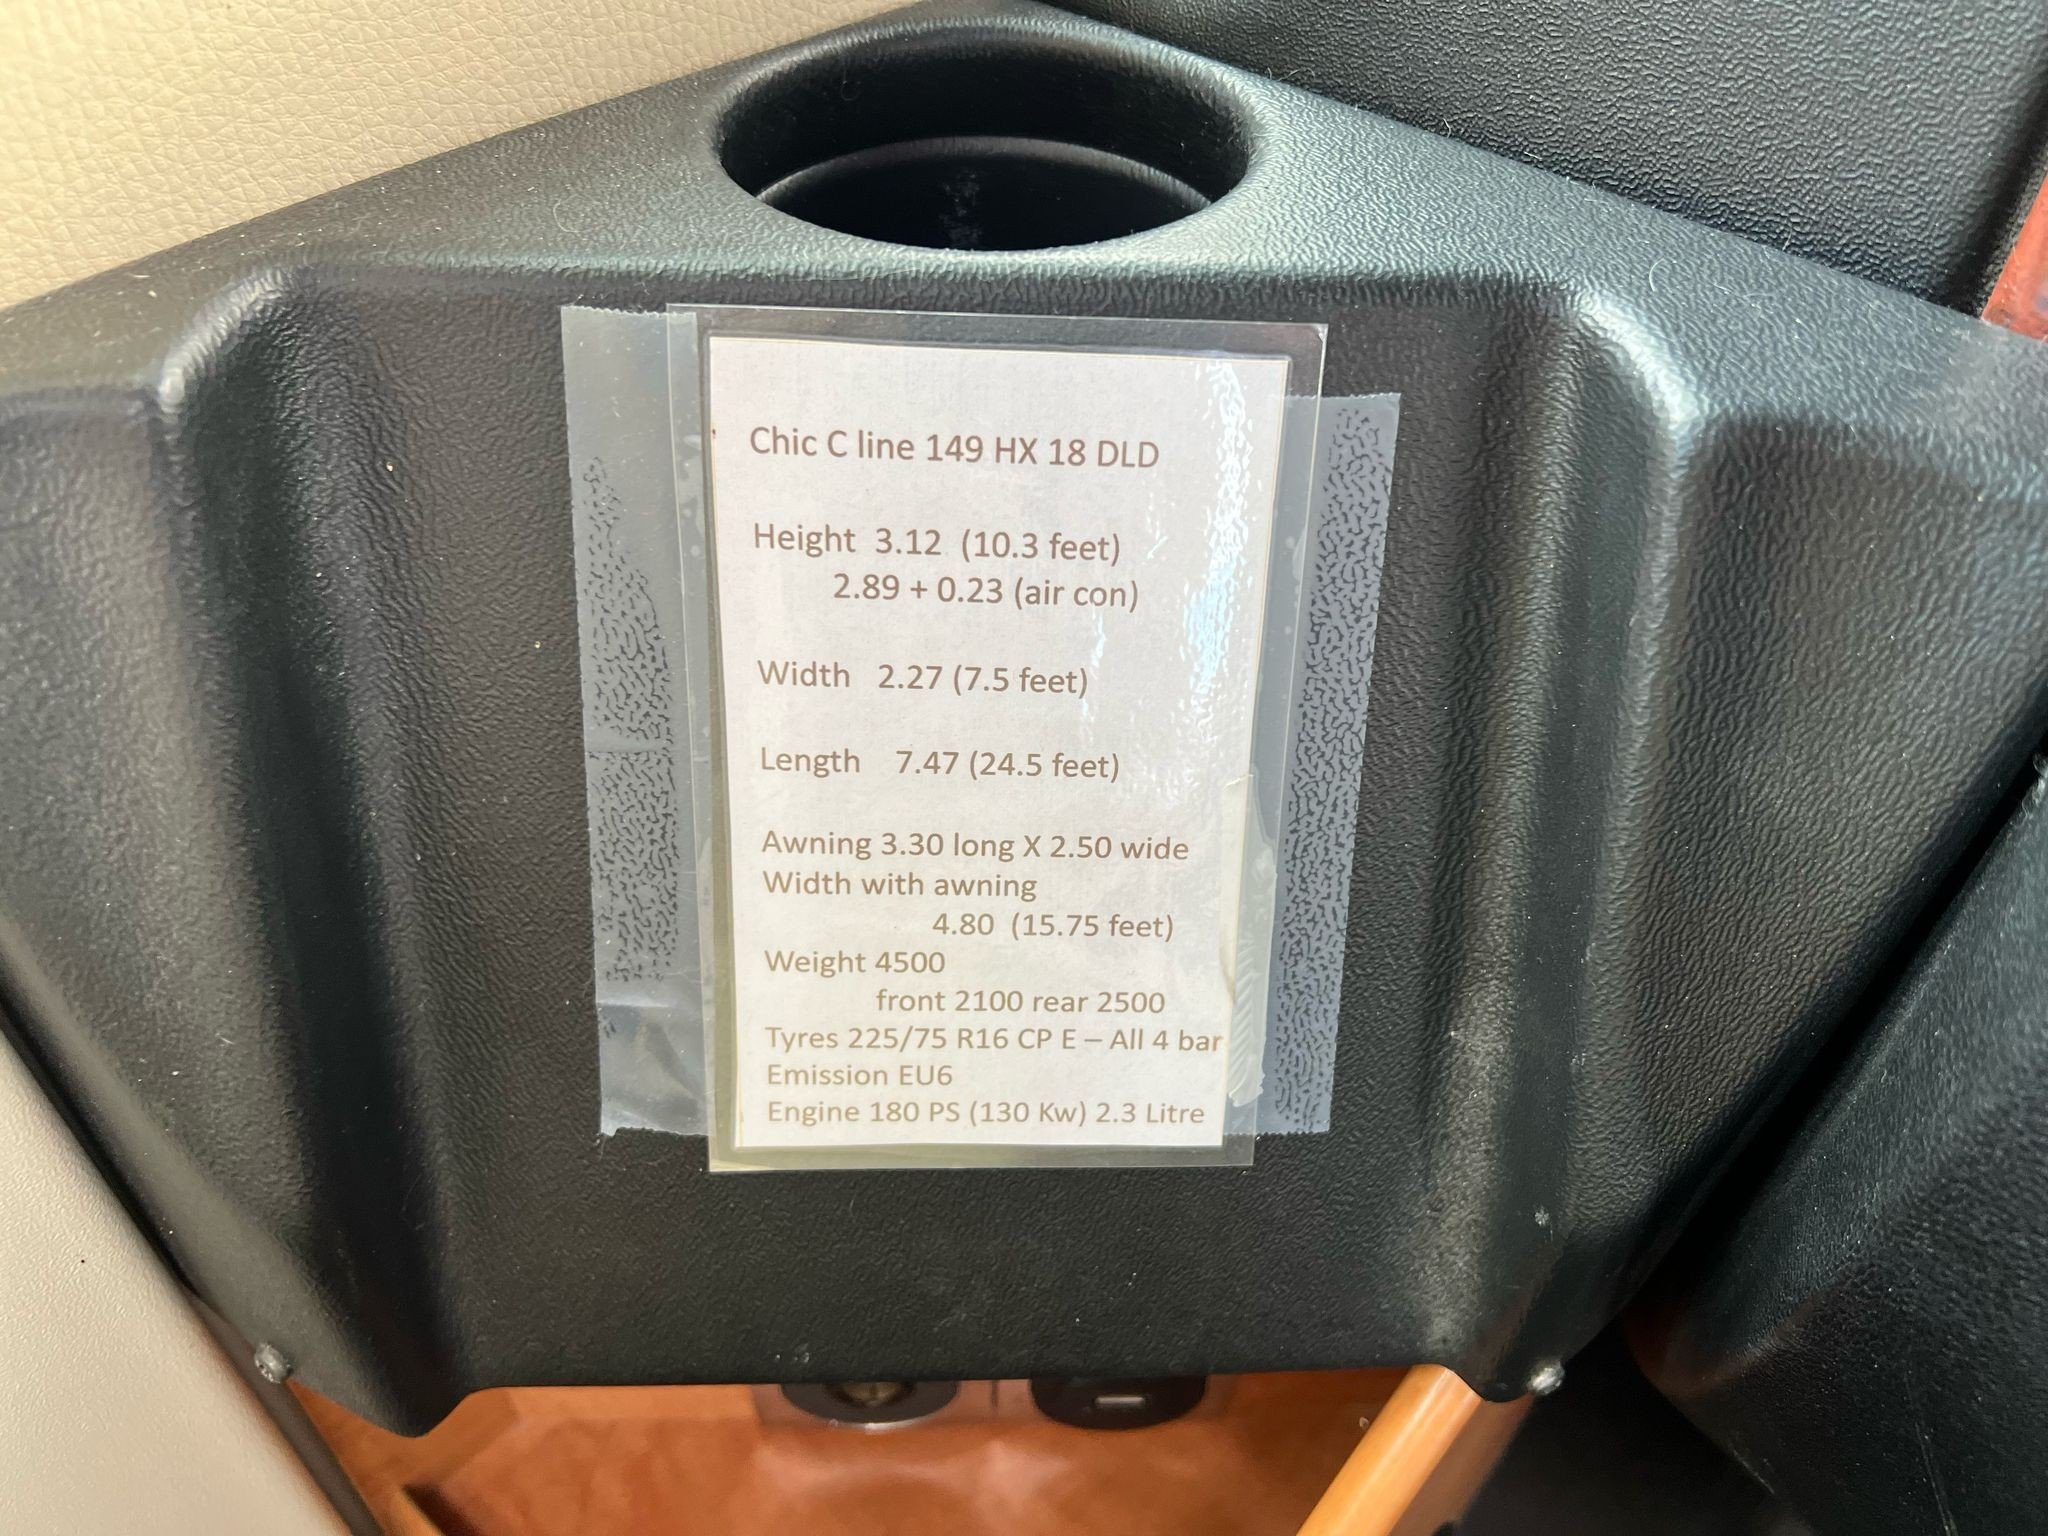 Chic C line 149 HX 18 DLD
Height 3.12 (10.3 feet)
2.89 + 0.23 (air con)
Width 2.27 (7.5 feet)
Length 7.47 (24.5 feet)
Awning 3.30 long X 2.50 wide
Width with awning
4.80 (15.75 feet)
Weight 4500
front 2100 rear 2500
Tyres 225/75 R16 CP E – All 4 bar
Emission EU6
Engine 180 PS (130 Kw) 2.3 Litre